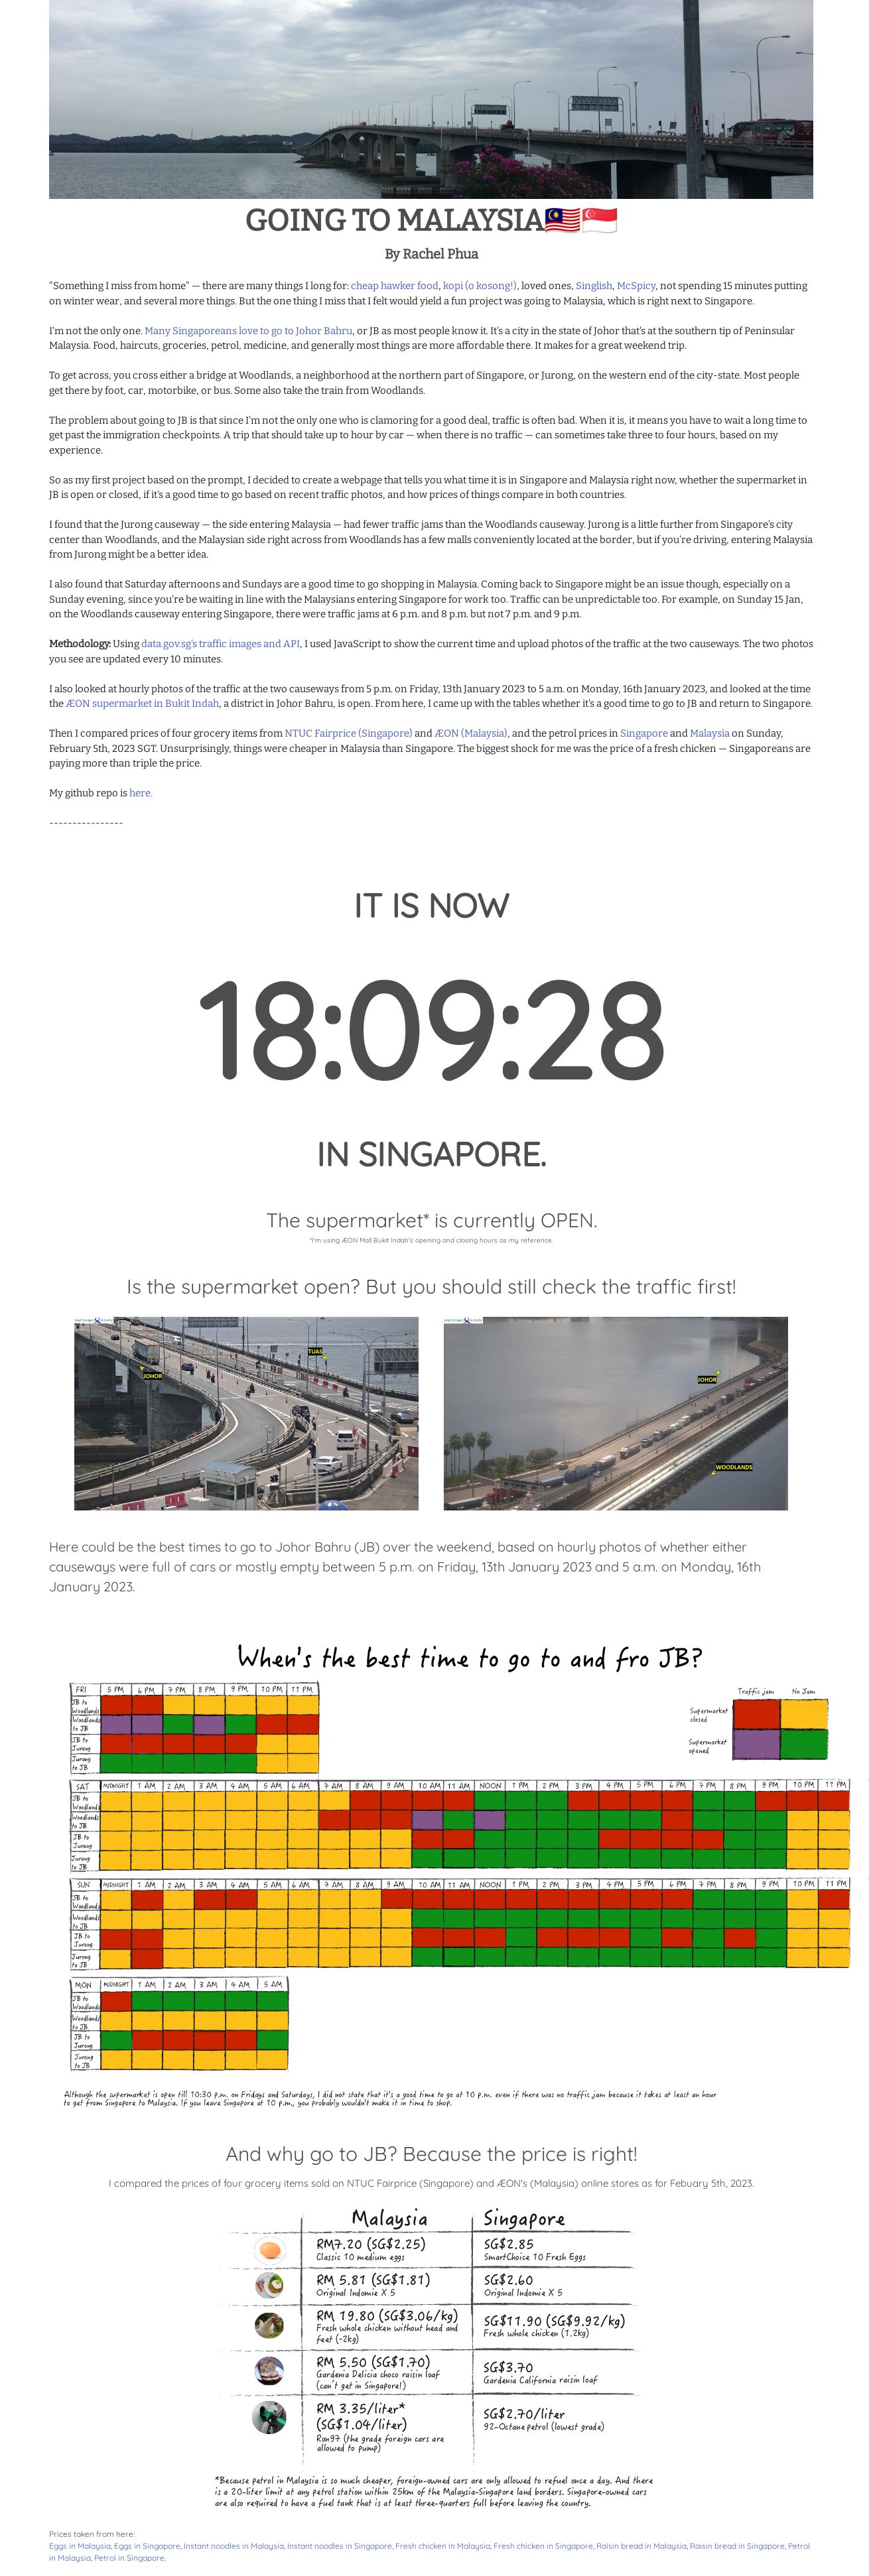 GOING TO MALAYSIA🇲🇾🇸🇬
By Rachel Phua
"Something I miss from home" — there are many things I long for: cheap hawker food, kopi (o kosong!), loved ones, Singlish, McSpicy, not spending 15 minutes putting
on winter wear, and several more things. But the one thing I miss that I felt would yield a fun project was going to Malaysia, which is right next to Singapore.
I'm not the only one. Many Singaporeans love to go to Johor Bahru, or JB as most people know it. It's a city in the state of Johor that's at the southern tip of Peninsular
Malaysia. Food, haircuts, groceries, petrol, medicine, and generally most things are more affordable there. It makes for a great weekend trip.
To get across, you cross either a bridge at Woodlands, a neighborhood at the northern part of Singapore, or Jurong, on the western end of the city-state. Most people
get there by foot, car, motorbike, or bus. Some also take the train from Woodlands.
The problem about going to JB is that since I'm not the only one who is clamoring for a good deal, traffic is often bad. When it is, it means you have to wait a long time to
get past the immigration checkpoints. A trip that should take up to hour by car — when there is no traffic — can sometimes take three to four hours, based on my
experience.
So as my first project based on the prompt, I decided to create a webpage that tells you what time it is in Singapore and Malaysia right now, whether the supermarket in
JB is open or closed, if it's a good time to go based on recent traffic photos, and how prices of things compare in both countries.
I found that the Jurong causeway — the side entering Malaysia — had fewer traffic jams than the Woodlands causeway. Jurong is a little further from Singapore's city
center than Woodlands, and the Malaysian side right across from Woodlands has a few malls conveniently located at the border, but if you're driving, entering Malaysia
from Jurong might be a better idea.
I also found that Saturday afternoons and Sundays are a good time to go shopping in Malaysia. Coming back to Singapore might be an issue though, especially on a
Sunday evening, since you're be waiting in line with the Malaysians entering Singapore for work too. Traffic can be unpredictable too. For example, on Sunday 15 Jan,
on the Woodlands causeway entering Singapore, there were traffic jams at 6 p.m. and 8 p.m. but not 7 p.m. and 9 p.m.
Methodology: Using data.gov.sg's traffic images and API, I used JavaScript to show the current time and upload photos of the traffic at the two causeways. The two photos
you see are updated every 10 minutes.
I also looked at hourly photos of the traffic at the two causeways from 5 p.m. on Friday, 13th January 2023 to 5 a.m. on Monday, 16th January 2023, and looked at the time
the ÆON supermarket in Bukit Indah, a district in Johor Bahru, is open. From here, I came up with the tables whether it's a good time to go to JB and return to Singapore.
Then I compared prices of four grocery items from NTUC Fairprice (Singapore) and ÆON (Malaysia), and the petrol prices in Singapore and Malaysia on Sunday,
February 5th, 2023 SGT. Unsurprisingly, things were cheaper in Malaysia than Singapore. The biggest shock for me was the price of a fresh chicken — Singaporeans are
paying more than triple the price.
My github repo is here.
----------------
IT IS NOW
18:09:28
IN SINGAPORE.
The supermarket* is currently OPEN.
*I'm using ÆON Mall Bukit Indah's opening and closing hours as my reference.
Is the supermarket open? But you should still check the traffic first!
TUAS
JOHOR
JOHOR
WOODLANDS
Here could be the best times to go to Johor Bahru (JB) over the weekend, based on hourly photos of whether either
causeways were full of cars or mostly empty between 5 p.m. on Friday, 13th January 2023 and 5 a.m. on Monday, 16th
January 2023.
When's the best time to go to and fro JB?
Traffic jam No Jam
Supermarket closed
Supermarket opened
FRI 5 PM 6 PM 7 PM 8 PM 9 PM 10 PM 11 PM
JB to Woodlands
Woodlands to JB
JB to Jurong
Jurong to JB
SAT MIDNIGHT 1 AM 2 AM 3 AM 4 AM 5 AM 6 AM 7 AM 8 AM 9 AM 10 AM 11 AM NOON 1 PM 2 PM 3 PM 4 PM 5 PM 6 PM 7 PM 8 PM 9 PM 10 PM 11 PM
JB to Woodlands
Woodlands to JB
JB to Jurong
Jurong to JB
SUN MIDNIGHT 1 AM 2 AM 3 AM 4 AM 5 AM 6 AM 7 AM 8 AM 9 AM 10 AM 11 AM NOON 1 PM 2 PM 3 PM 4 PM 5 PM 6 PM 7 PM 8 PM 9 PM 10 PM 11 PM
JB to Woodlands
Woodlands to JB
JB to Jurong
Jurong to JB
MON MIDNIGHT 1 AM 2 AM 3 AM 4 AM 5 AM
JB to Woodlands
Woodlands to JB
JB to Jurong
Jurong to JB
Although the supermarket is open till 10:30 p.m. on Fridays and Saturdays, I did not state that it's a good time to go at 10 p.m. even if there was no traffic jam because it takes at least an hour
to get from Singapore to Malaysia. If you leave Singapore at 10 p.m., you probably wouldn't make it in time to shop.
And why go to JB? Because the price is right!
I compared the prices of four grocery items sold on NTUC Fairprice (Singapore) and ÆON's (Malaysia) online stores as for Febuary 5th, 2023.
Malaysia Singapore
RM7.20 (SG$2.25) SG$2.85
Classic 10 medium eggs SmartChoice 10 Fresh Eggs
RM 5.81 (SG$1.81) SG$2.60
Original Indomie X 5 Original Indomie X 5
RM 19.80 (SG$3.06/kg) SG$11.90 (SG$9.92/kg)
Fresh whole chicken without head and Fresh whole chicken (1.2kg)
feet (~2kg)
RM 5.50 (SG$1.70) SG$3.70
Gardenia Delicia choco raisin loaf Gardenia California raisin loaf
(can't get in Singapore!)
RM 3.35/liter* SG$2.70/liter
(SG$1.04/liter) 92-Octane petrol (lowest grade)
Ron97 (the grade foreign cars are
allowed to pump)
*Because petrol in Malaysia is so much cheaper, foreign-owned cars are only allowed to refuel once a day. And there
is a 20-liter limit at any petrol station within 25km of the Malaysia-Singapore land borders. Singapore-owned cars
are also required to have a fuel tank that is at least three-quarters full before leaving the country.
Prices taken from here:
Eggs in Malaysia, Eggs in Singapore, Instant noodles in Malaysia, Instant noodles in Singapore, Fresh chicken in Malaysia, Fresh chicken in Singapore, Raisin bread in Malaysia, Raisin bread in Singapore, Petrol
in Malaysia, Petrol in Singapore.